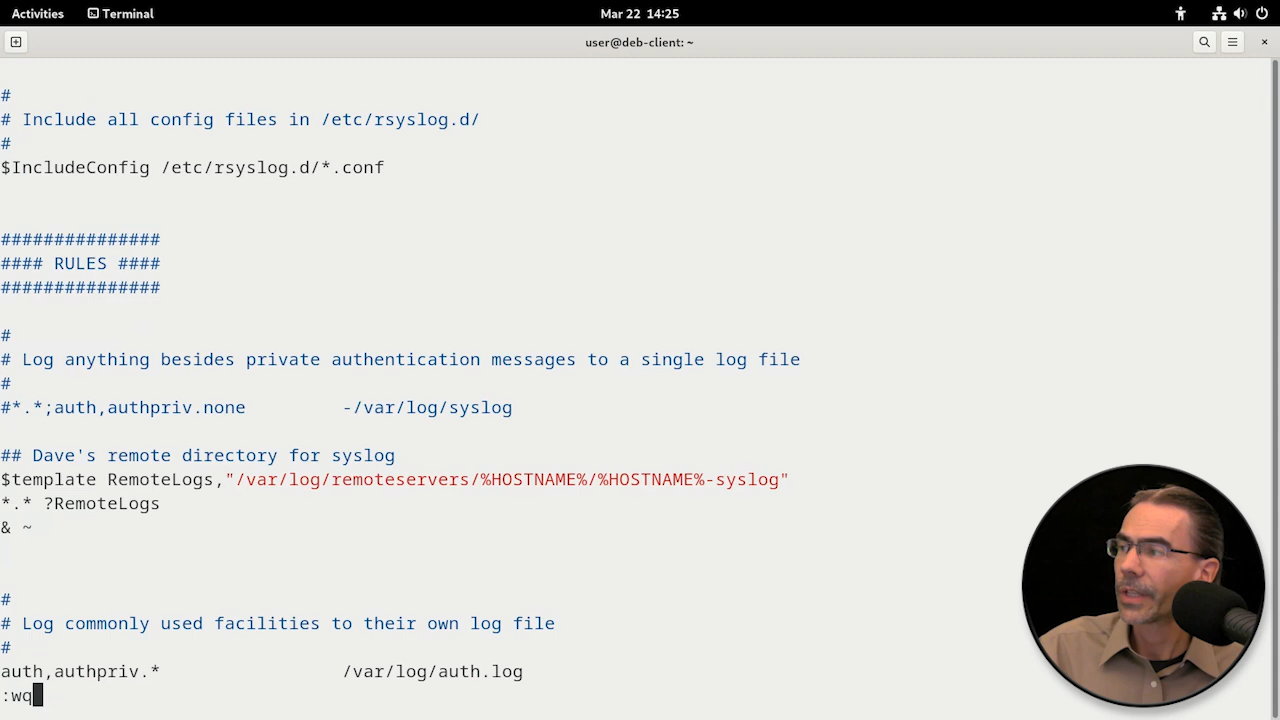 Activities Terminal Mar 22 14:25
user@deb-client: ~
#
# Include all config files in /etc/rsyslog.d/
#
$IncludeConfig /etc/rsyslog.d/*.conf
###############
#### RULES ####
###############
#
# Log anything besides private authentication messages to a single log file
#
#*.*;auth,authpriv.none -/var/log/syslog
## Dave's remote directory for syslog
$template RemoteLogs,"/var/log/remoteservers/%HOSTNAME%/%HOSTNAME%-syslog"
*.* ?RemoteLogs
& ~
#
# Log commonly used facilities to their own log file
#
auth,authpriv.* /var/log/auth.log
:wq